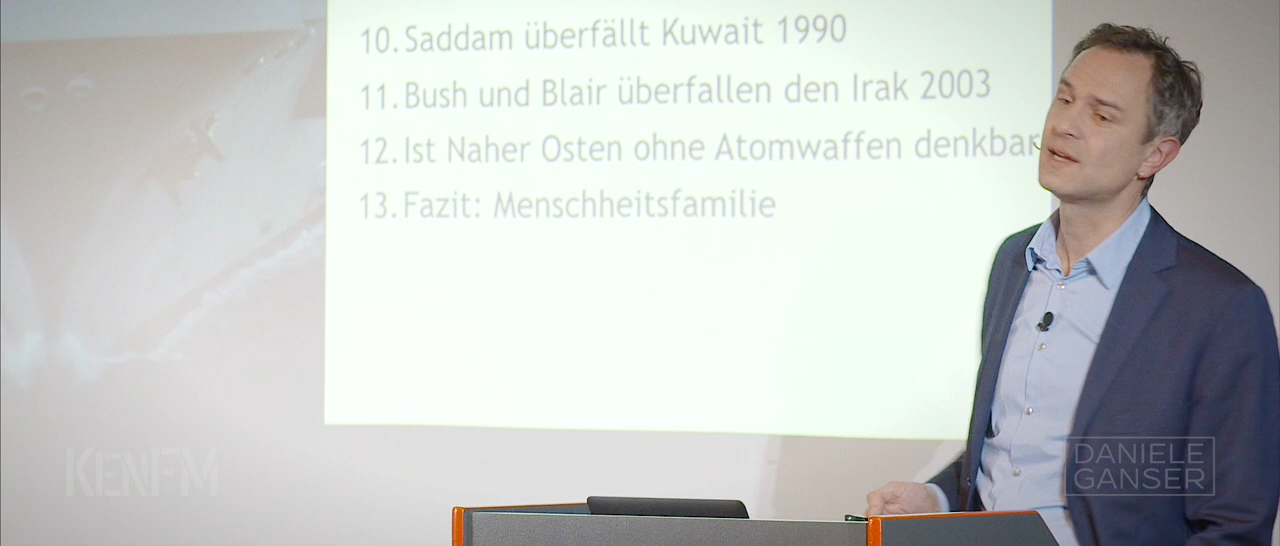 10. Saddam überfällt Kuwait 1990
11. Bush und Blair überfallen den Irak 2003
12. Ist Naher Osten ohne Atomwaffen denkbar
13. Fazit: Menschheitsfamilie
KENFM
DANIELE
GANSER